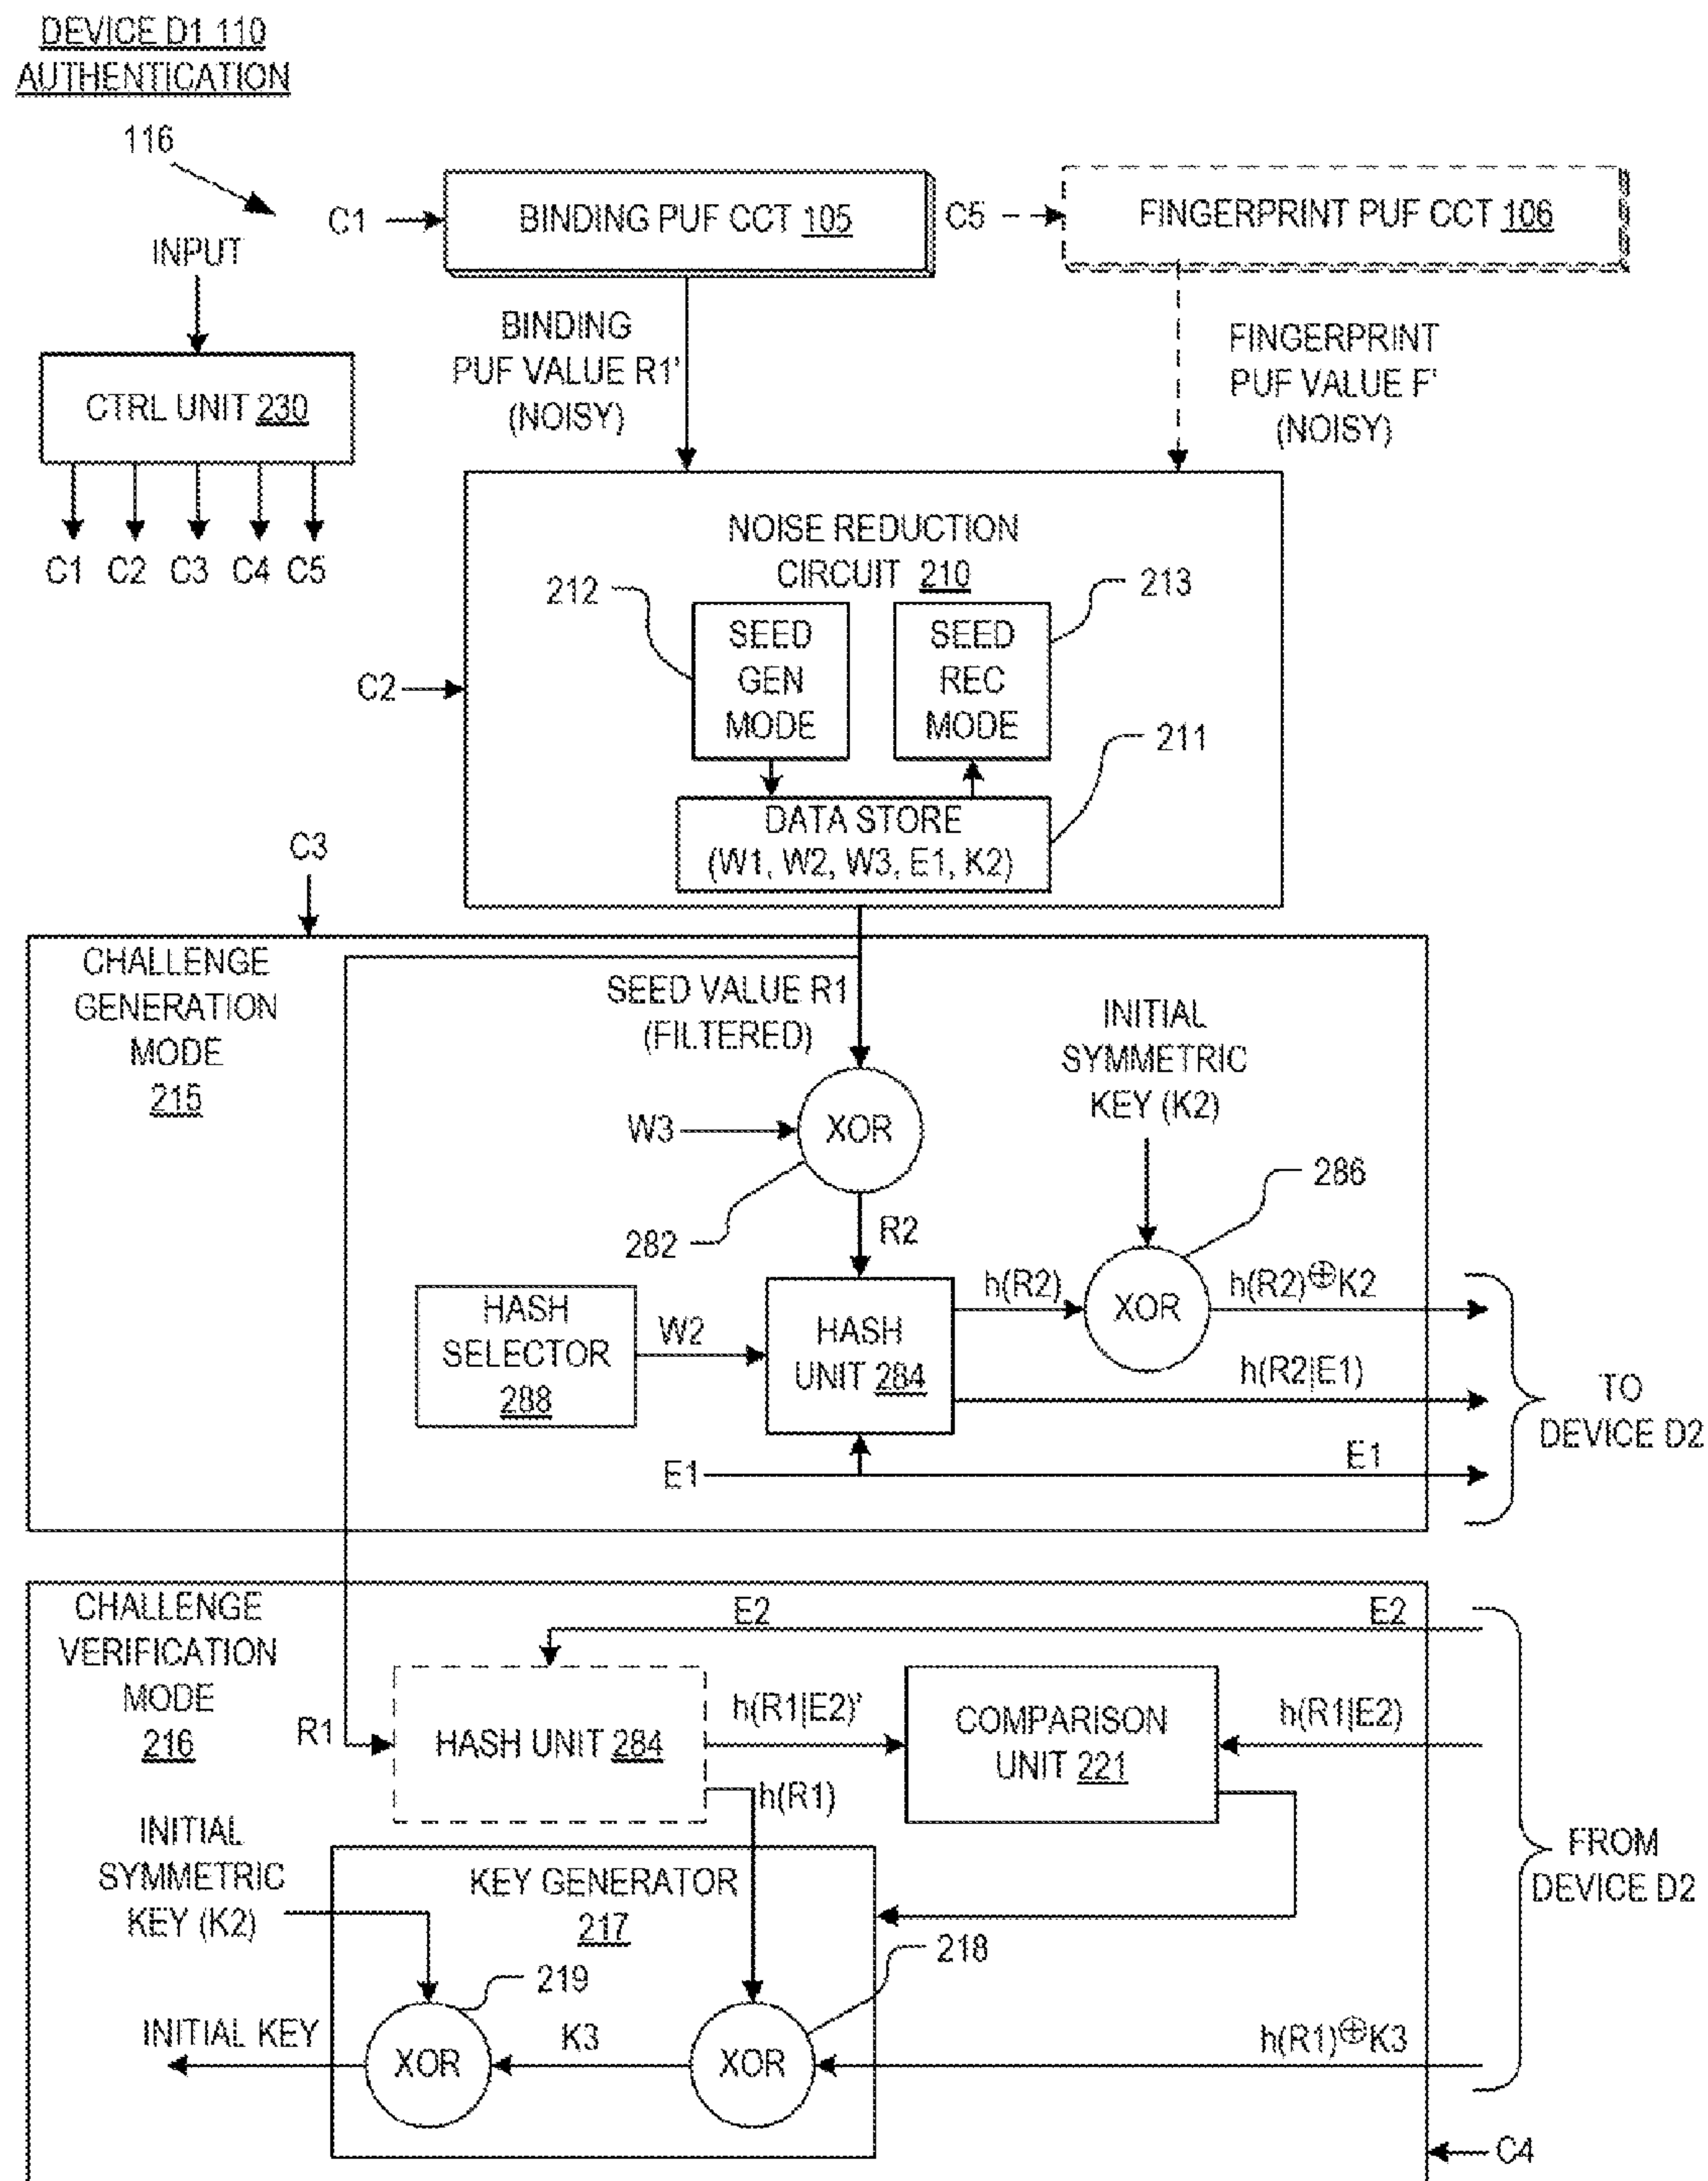 DEVICE D1 110
AUTHENTICATION
116
INPUT
CTRL UNIT 230
C1 C2 C3 C4 C5
C1
BINDING PUF CCT 105
C5
FINGERPRINT PUF CCT 106
BINDING
PUF VALUE R1'
(NOISY)
FINGERPRINT
PUF VALUE F'
(NOISY)
NOISE REDUCTION
CIRCUIT 210
212
213
SEED
GEN
MODE
SEED
REC
MODE
C2
211
DATA STORE
(W1, W2, W3, E1, K2)
C3
CHALLENGE
GENERATION
MODE
215
SEED VALUE R1
(FILTERED)
INITIAL
SYMMETRIC
KEY (K2)
W3
XOR
282
R2
286
HASH
SELECTOR
288
W2
HASH
UNIT 284
h(R2)
XOR
h(R2)⊕K2
h(R2|E1)
E1
E1
TO
DEVICE D2
CHALLENGE
VERIFICATION
MODE
216
E2
E2
R1
HASH UNIT 284
h(R1|E2)'
COMPARISON
UNIT 221
h(R1|E2)
h(R1)
INITIAL
SYMMETRIC
KEY (K2)
KEY GENERATOR
217
218
219
FROM
DEVICE D2
INITIAL KEY
XOR
K3
XOR
h(R1)⊕K3
C4